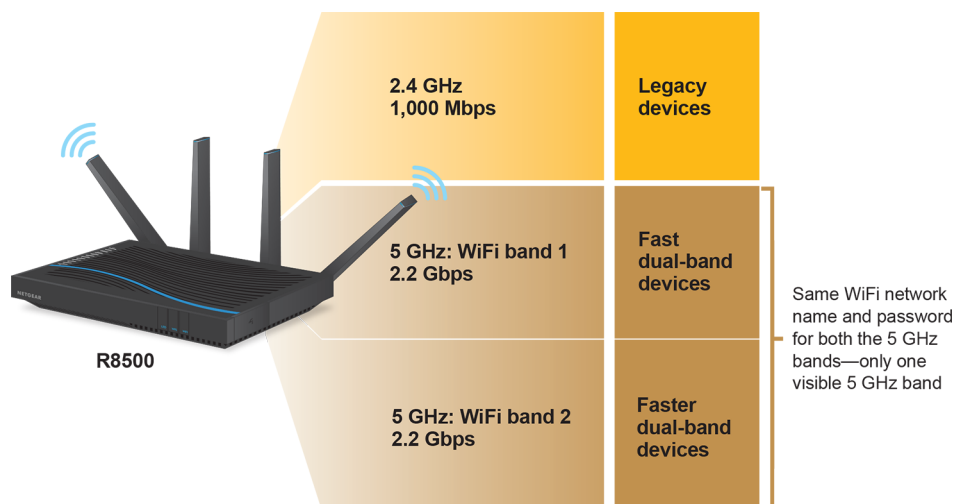 2.4 GHz
1,000 Mbps
Legacy
devices
5 GHz: WiFi band 1
2.2 Gbps
Fast
dual-band
devices
NETGEAR
R8500
Same WiFi network
name and password
for both the 5 GHz
bands—only one
visible 5 GHz band
5 GHz: WiFi band 2
2.2 Gbps
Faster
dual-band
devices